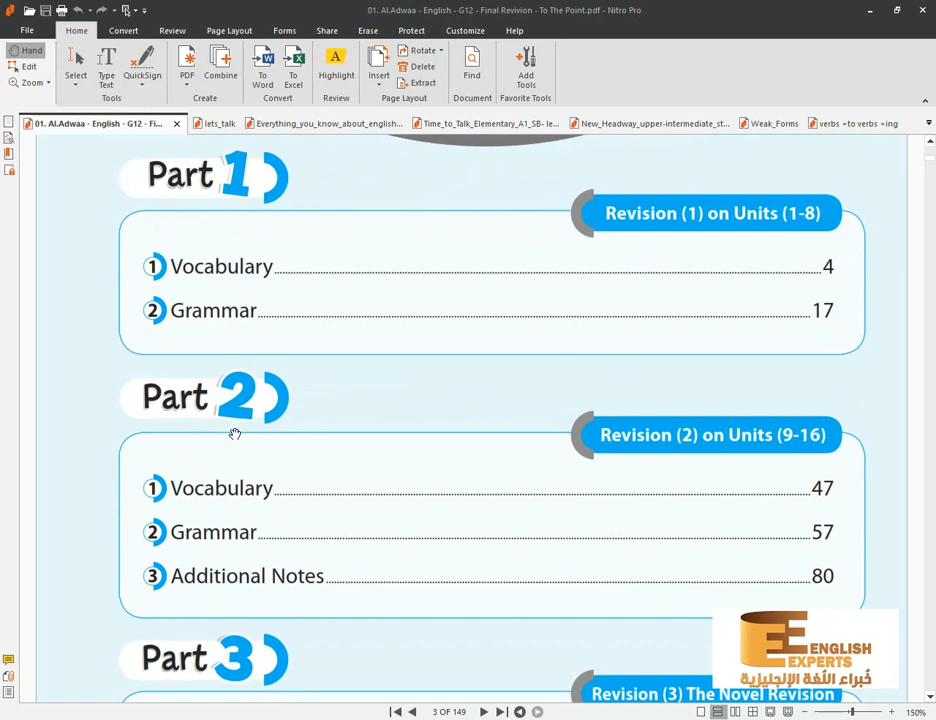 01. Al.Adwaa - English - G12 - Final Revivion - To The Point.pdf - Nitro Pro
File Home Convert Review Page Layout Forms Share Erase Protect Customize Help
Hand
Edit
Zoom
Select
Type Text
QuickSign
Tools
PDF
Combine
Create
To Word
To Excel
Convert
Highlight
Review
Insert
Rotate
Delete
Extract
Page Layout
Find
Document
Add Tools
Favorite Tools
01. Al.Adwaa - English - G12 - Fi... lets_talk Everything_you_know_about_english... Time_to_Talk_Elementary_A1_SB- le... New_Headway_upper-intermediate_st... Weak_Forms verbs +to verbs +ing
Part 1
Revision (1) on Units (1-8)
1 Vocabulary 4
2 Grammar 17
Part 2
Revision (2) on Units (9-16)
1 Vocabulary 47
2 Grammar 57
3 Additional Notes 80
Part 3
Revision (3) The Novel Revision
ENGLISH
EXPERTS
خُبراء اللُغة الإنجليزية
3 OF 149
150%